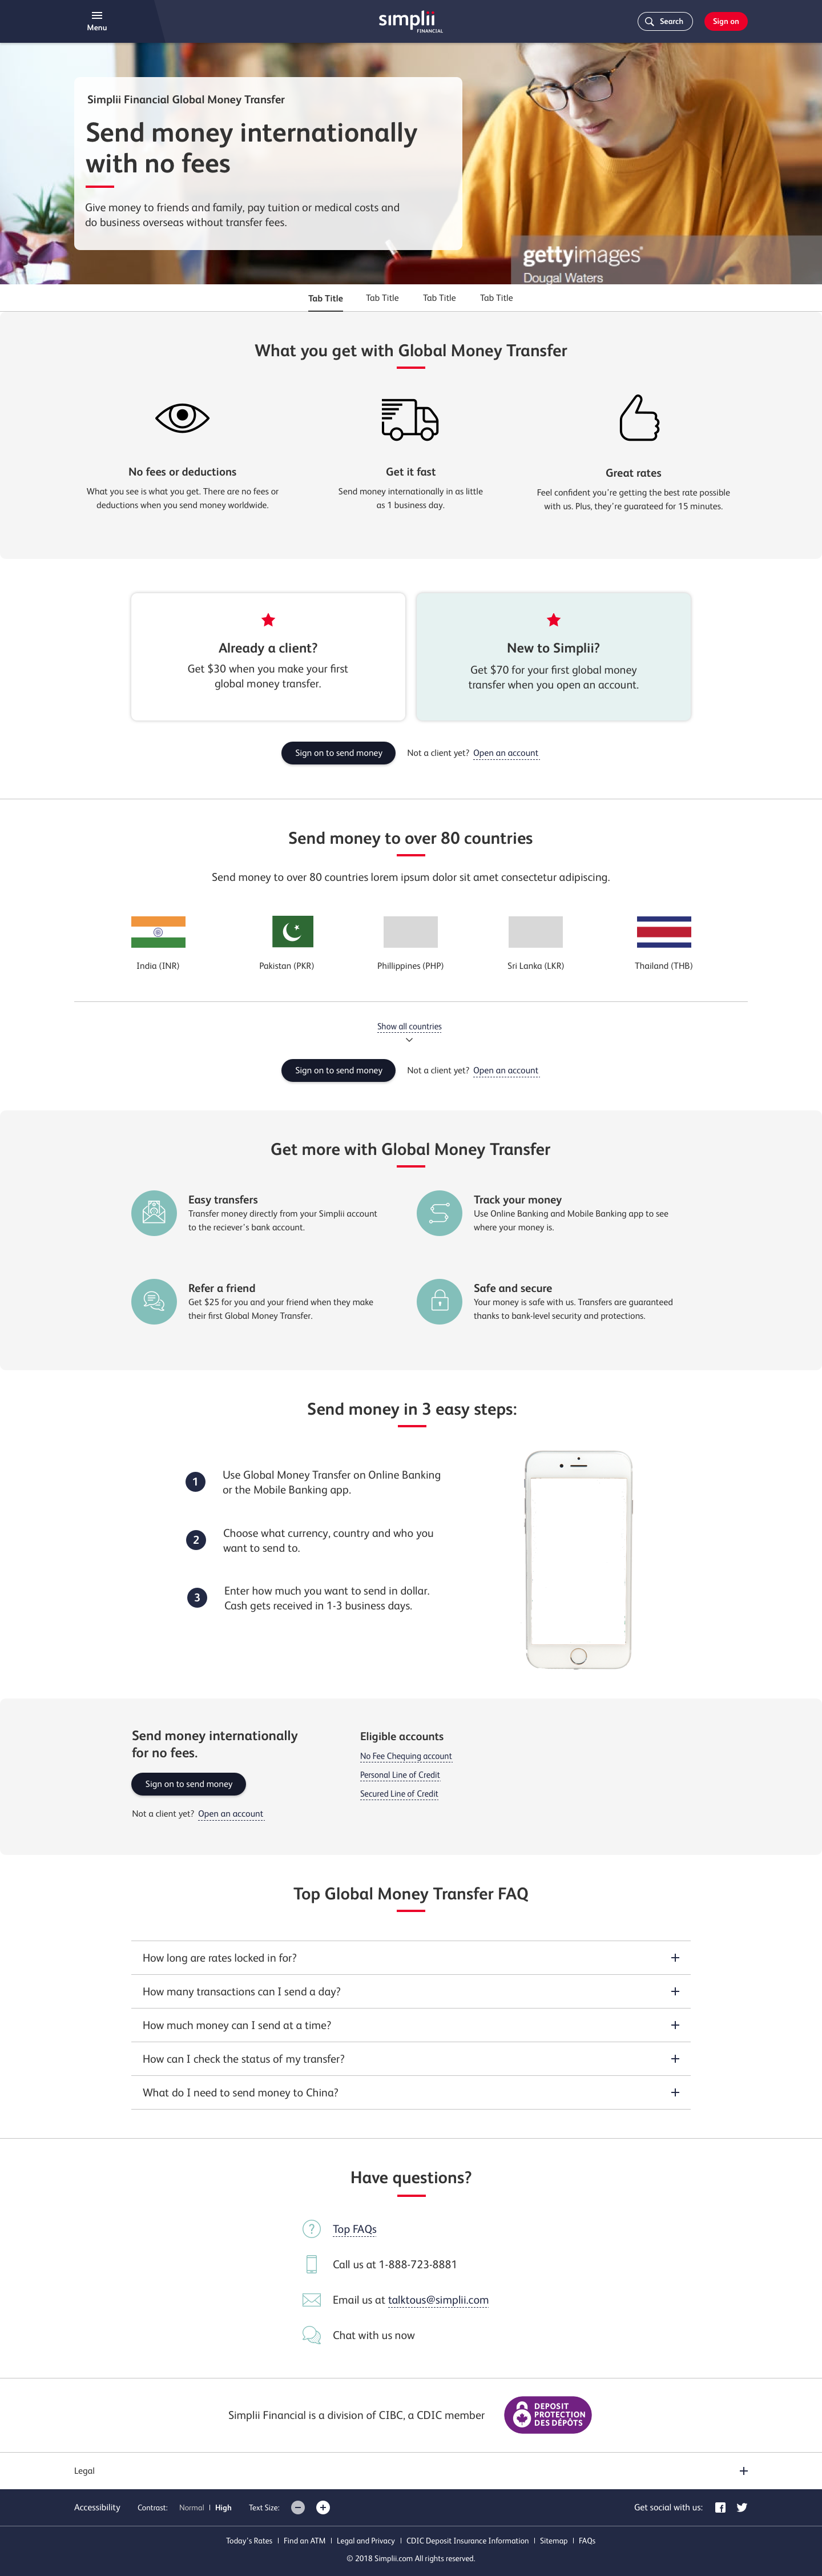 Menu
simplii
FINANCIAL
Search
Sign on
Simplii Financial Global Money Transfer
Send money internationally
with no fees
Give money to friends and family, pay tuition or medical costs and
do business overseas without transfer fees.
gettyimages®
Dougal Waters
Tab Title
Tab Title
Tab Title
Tab Title
What you get with Global Money Transfer
No fees or deductions
What you see is what you get. There are no fees or
deductions when you send money worldwide.
Get it fast
Send money internationally in as little
as 1 business day.
Great rates
Feel confident you're getting the best rate possible
with us. Plus, they're guarateed for 15 minutes.
Already a client?
Get $30 when you make your first
global money transfer.
New to Simplii?
Get $70 for your first global money
transfer when you open an account.
Sign on to send money
Not a client yet? Open an account
Send money to over 80 countries
Send money to over 80 countries lorem ipsum dolor sit amet consectetur adipiscing.
India (INR)
Pakistan (PKR)
Phillippines (PHP)
Sri Lanka (LKR)
Thailand (THB)
Show all countries
Sign on to send money
Not a client yet? Open an account
Get more with Global Money Transfer
Easy transfers
Transfer money directly from your Simplii account
to the reciever's bank account.
Track your money
Use Online Banking and Mobile Banking app to see
where your money is.
Refer a friend
Get $25 for you and your friend when they make
their first Global Money Transfer.
Safe and secure
Your money is safe with us. Transfers are guaranteed
thanks to bank-level security and protections.
Send money in 3 easy steps:
1
Use Global Money Transfer on Online Banking
or the Mobile Banking app.
2
Choose what currency, country and who you
want to send to.
3
Enter how much you want to send in dollar.
Cash gets received in 1-3 business days.
Send money internationally
for no fees.
Sign on to send money
Not a client yet? Open an account
Eligible accounts
No Fee Chequing account
Personal Line of Credit
Secured Line of Credit
Top Global Money Transfer FAQ
How long are rates locked in for?
How many transactions can I send a day?
How much money can I send at a time?
How can I check the status of my transfer?
What do I need to send money to China?
Have questions?
Top FAQs
Call us at 1-888-723-8881
Email us at talktous@simplii.com
Chat with us now
Simplii Financial is a division of CIBC, a CDIC member
DEPOSIT
PROTECTION
DES DÉPÔTS
Legal
Accessibility
Contrast:
Normal | High
Text Size:
Get social with us:
Today's Rates | Find an ATM | Legal and Privacy | CDIC Deposit Insurance Information | Sitemap | FAQs
© 2018 Simplii.com All rights reserved.